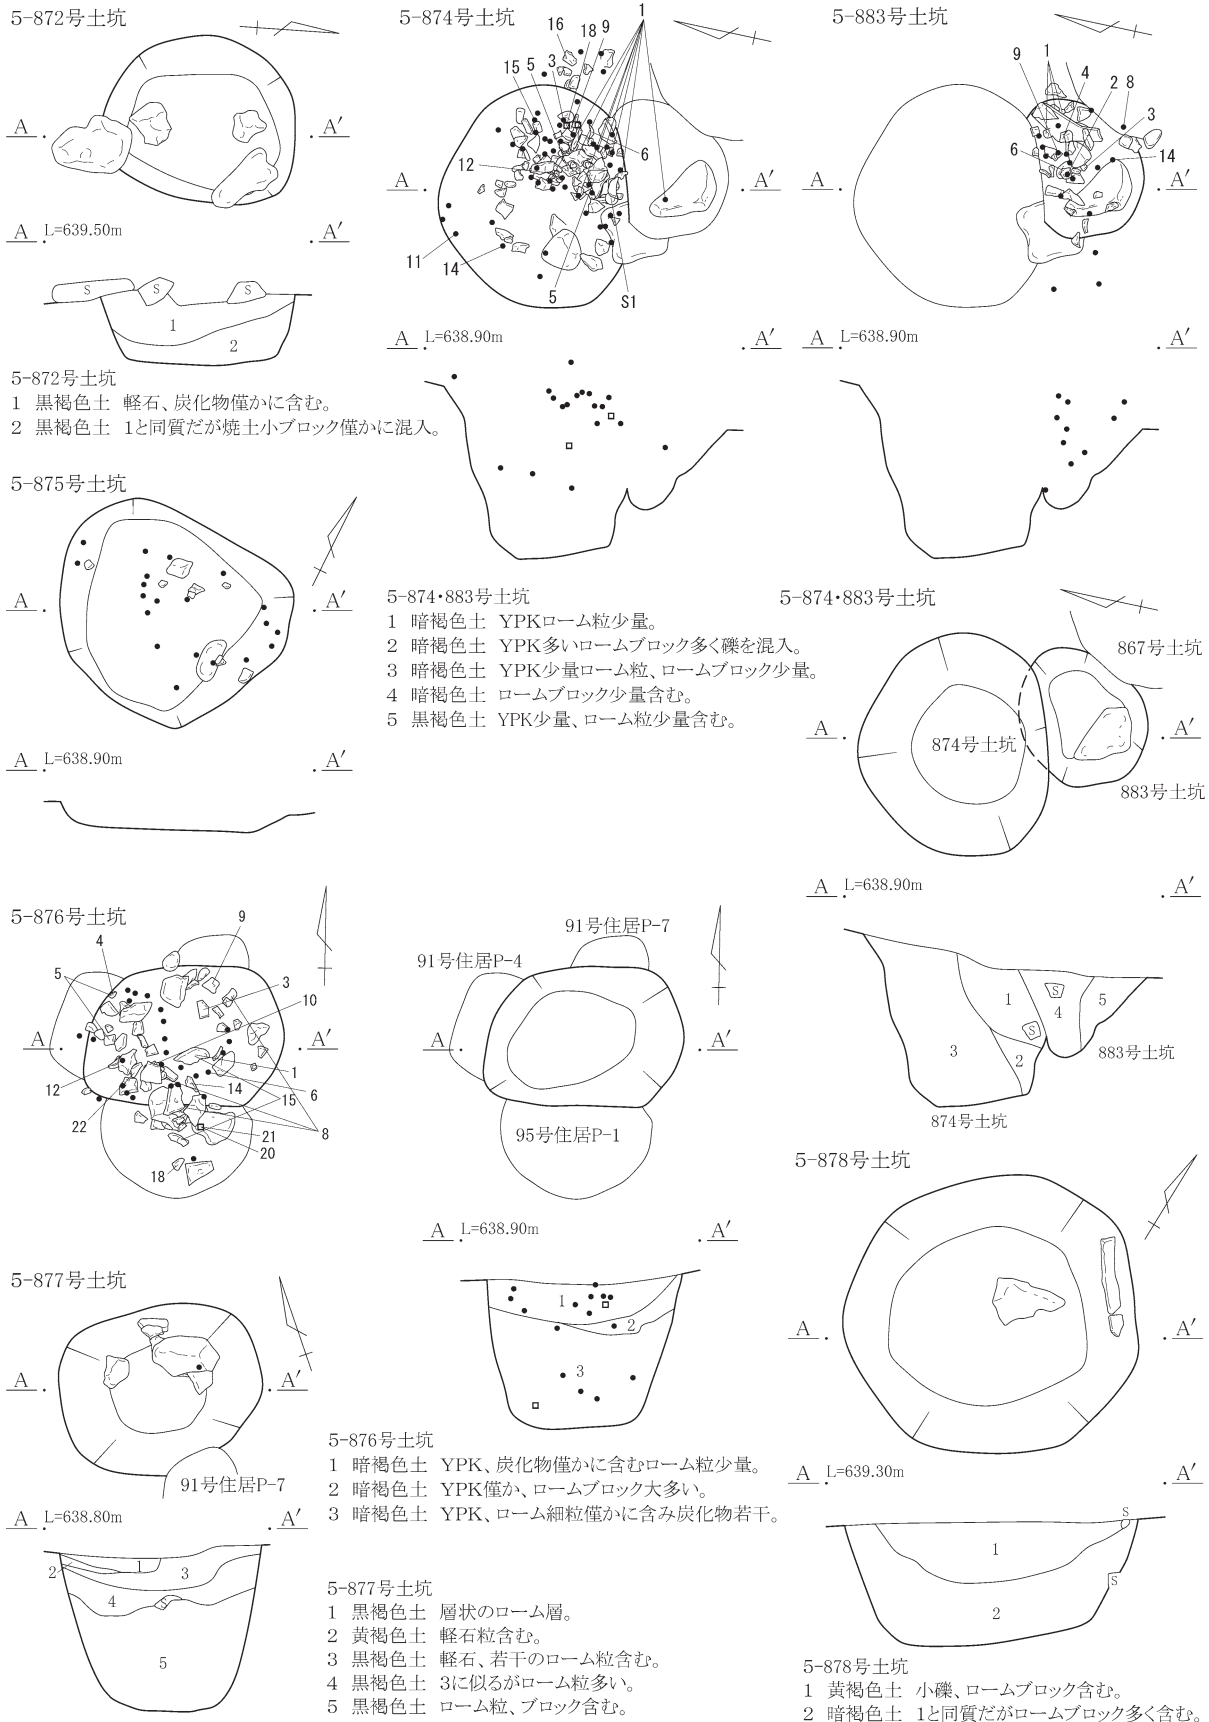 5-872号土坑
A A′
A L=639.50m A′
S S S
1
2
5-872号土坑
1 黒褐色土 軽石、炭化物僅かに含む。
2 黒褐色土 1と同質だが焼土小ブロック僅かに混入。
5-874号土坑
16 18 9 1
15 5 3
12 6
A A′
11 14 5 S1
A L=638.90m A′
5-883号土坑
9 1 4 2 8
3
6 14
A A′
A L=638.90m A′
5-875号土坑
A A′
A L=638.90m A′
5-874・883号土坑
1 暗褐色土 YPKローム粒少量。
2 暗褐色土 YPK多いロームブロック多く礫を混入。
3 暗褐色土 YPK少量ローム粒、ロームブロック少量。
4 暗褐色土 ロームブロック少量含む。
5 黒褐色土 YPK少量、ローム粒少量含む。
5-874・883号土坑
867号土坑
A 874号土坑 A′
883号土坑
A L=638.90m A′
1 S 4 5
S
3 2 883号土坑
874号土坑
5-876号土坑
9
4
5 3
10
A A′
12 1
14 6
22 15
21 8
20
18
91号住居P-7
91号住居P-4
A A′
95号住居P-1
A L=638.90m A′
1
2
3
5-876号土坑
1 暗褐色土 YPK、炭化物僅かに含むローム粒少量。
2 暗褐色土 YPK僅か、ロームブロック大多い。
3 暗褐色土 YPK、ローム細粒僅かに含み炭化物若干。
5-877号土坑
A A′
91号住居P-7
A L=638.80m A′
2 1 3
4
5
5-877号土坑
1 黒褐色土 層状のローム層。
2 黄褐色土 軽石粒含む。
3 黒褐色土 軽石、若干のローム粒含む。
4 黒褐色土 3に似るがローム粒多い。
5 黒褐色土 ローム粒、ブロック含む。
5-878号土坑
A A′
A L=639.30m A′
S
1
S
2
5-878号土坑
1 黄褐色土 小礫、ロームブロック含む。
2 暗褐色土 1と同質だがロームブロック多く含む。